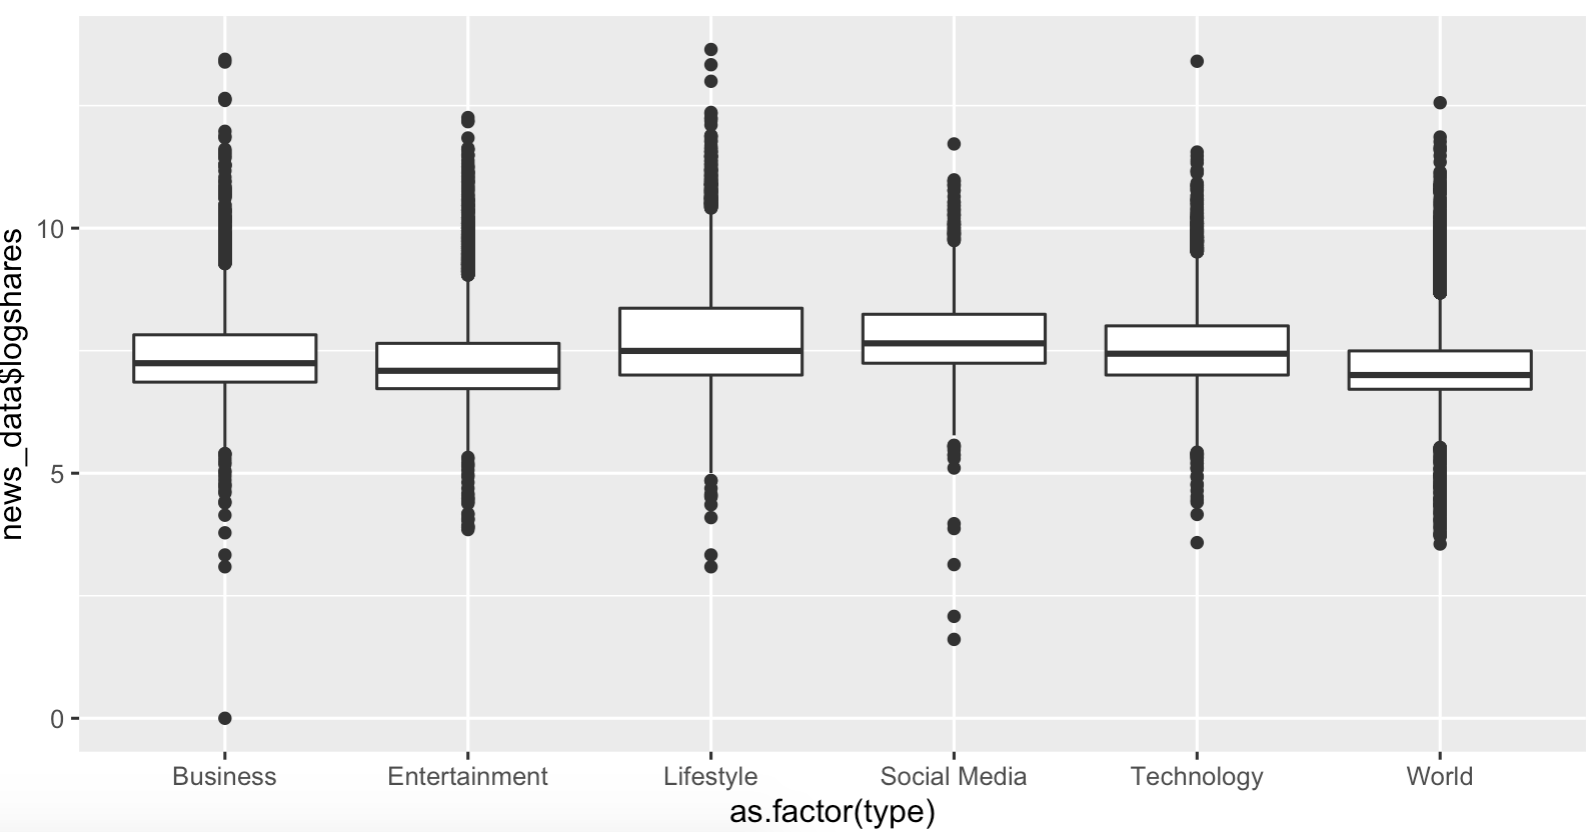 news_data$logshares
10
5
0
Business Entertainment Lifestyle Social Media Technology World
as.factor(type)